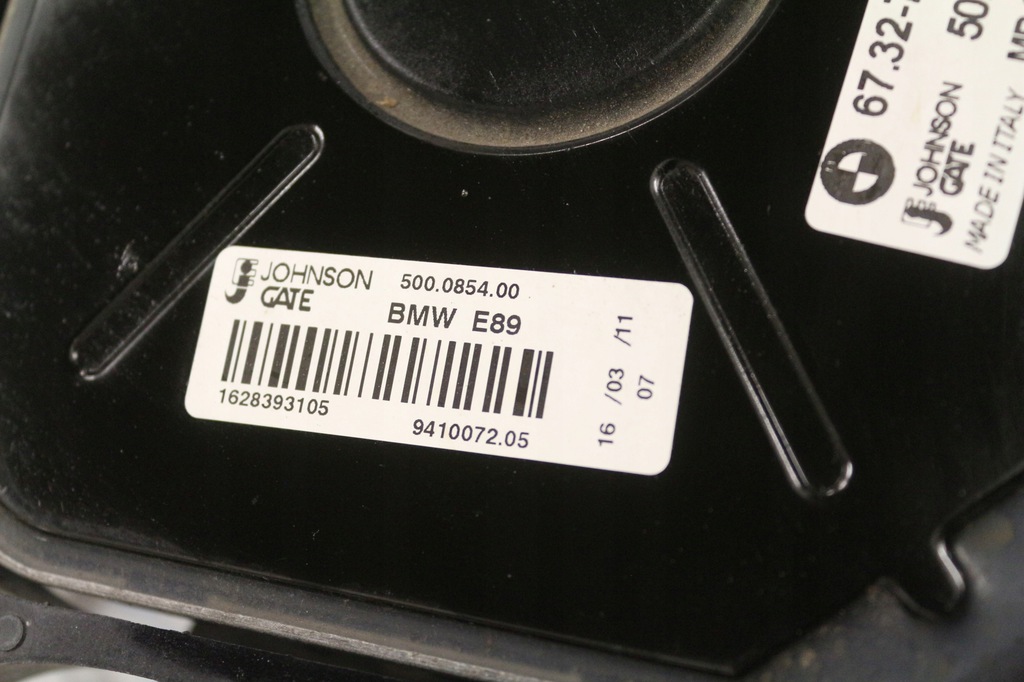 JOHNSON
GATE
500.0854.00
BMW E89
1628393105
9410072.05
16 /03 /11
07
67.32-
50
JOHNSON
GATE
MADE IN ITALY